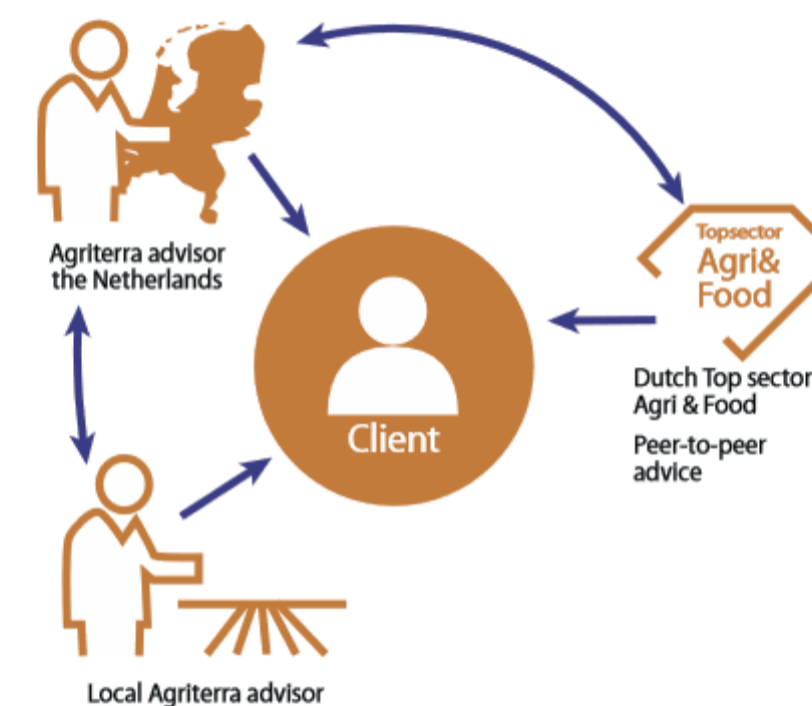 Agriterra advisor
the Netherlands
Topsector
Agri&
Food
Client
Dutch Top sector
Agri & Food
Peer-to-peer
advice
Local Agriterra advisor